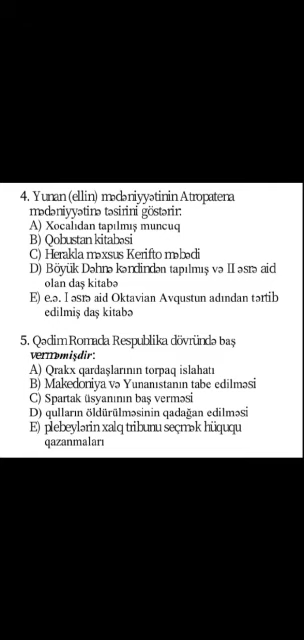 4. Yunan (ellin) mədəniyyətinin Atropatena
mədəniyyətinə təsirini göstərir:
A) Xocalıdan tapılmış muncuq
B) Qobustan kitabəsi
C) Herakla məxsus Kerifto məbədi
D) Böyük Dəhnə kəndindən tapılmış və II əsrə aid
olan daş kitabə
E) e.ə. I əsrə aid Oktavian Avqustun adından tərtib
edilmiş daş kitabə
5. Qədim Romada Respublika dövründə baş
verməmişdir:
A) Qrakx qardaşlarının torpaq islahatı
B) Makedoniya və Yunanıstanın tabe edilməsi
C) Spartak üsyanının baş verməsi
D) qulların öldürülməsinin qadağan edilməsi
E) plebeylərin xalq tribunu seçmək hüququ
qazanmaları